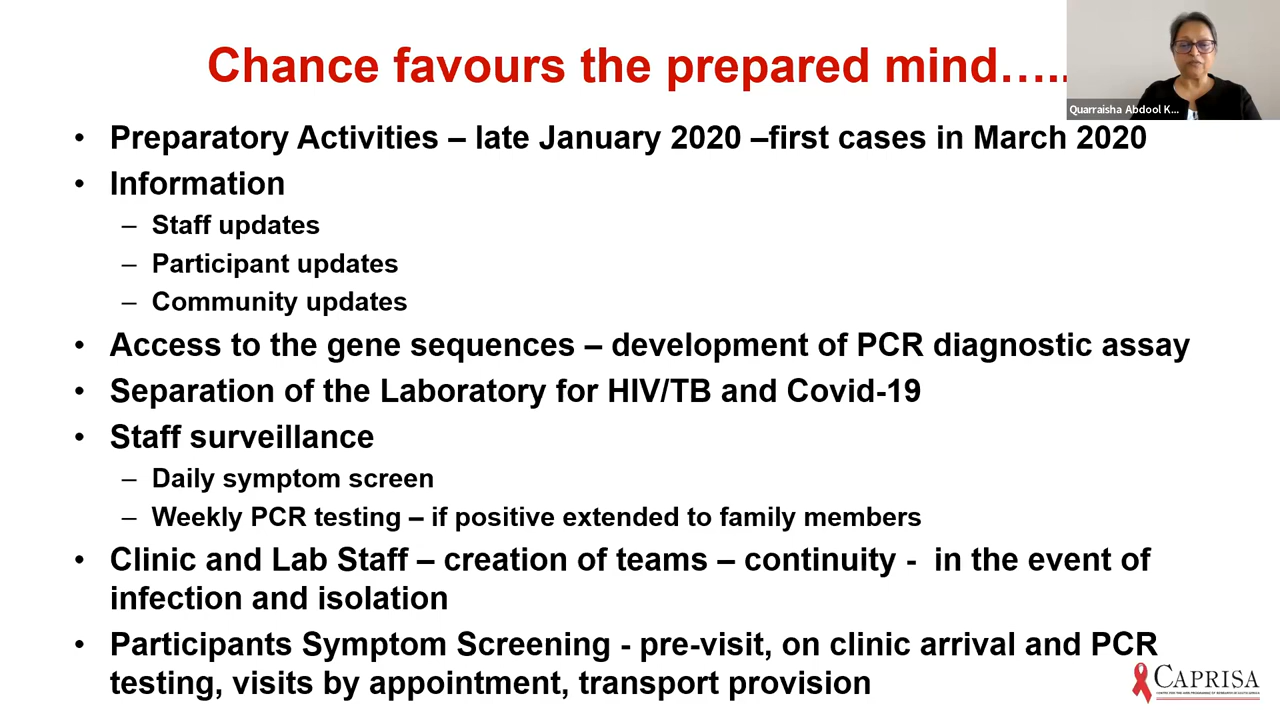 Chance favours the prepared mind…..
Quarraisha Abdool K...
• Preparatory Activities – late January 2020 –first cases in March 2020
• Information
– Staff updates
– Participant updates
– Community updates
• Access to the gene sequences – development of PCR diagnostic assay
• Separation of the Laboratory for HIV/TB and Covid-19
• Staff surveillance
– Daily symptom screen
– Weekly PCR testing – if positive extended to family members
• Clinic and Lab Staff – creation of teams – continuity - in the event of
infection and isolation
• Participants Symptom Screening - pre-visit, on clinic arrival and PCR
testing, visits by appointment, transport provision
CAPRISA